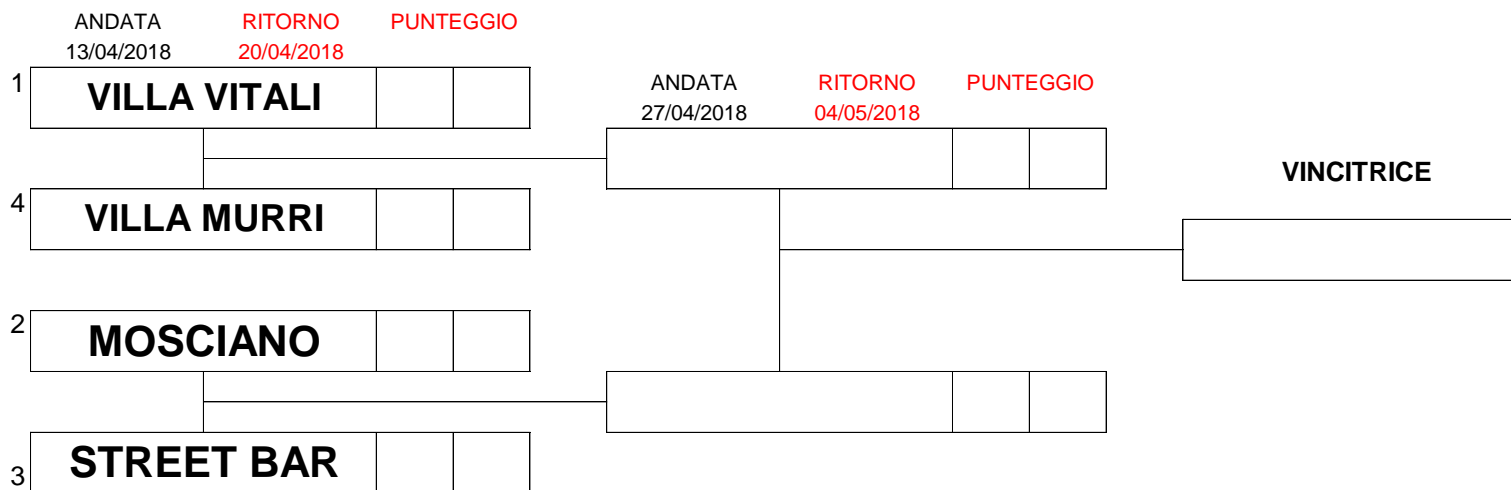 ANDATA RITORNO PUNTEGGIO
13/04/2018 20/04/2018
1 VILLA VITALI
ANDATA RITORNO PUNTEGGIO
27/04/2018 04/05/2018
VINCITRICE
4 VILLA MURRI
2 MOSCIANO
3 STREET BAR